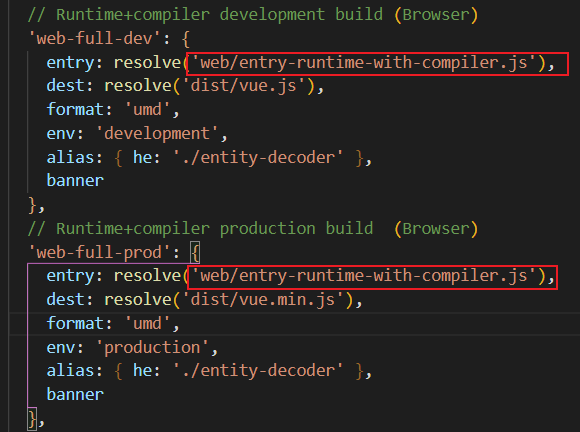 // Runtime+compiler development build (Browser)
'web-full-dev': {
entry: resolve('web/entry-runtime-with-compiler.js'),
dest: resolve('dist/vue.js'),
format: 'umd',
env: 'development',
alias: { he: './entity-decoder' },
banner
},
// Runtime+compiler production build  (Browser)
'web-full-prod': {
entry: resolve('web/entry-runtime-with-compiler.js'),
dest: resolve('dist/vue.min.js'),
format: 'umd',
env: 'production',
alias: { he: './entity-decoder' },
banner
},